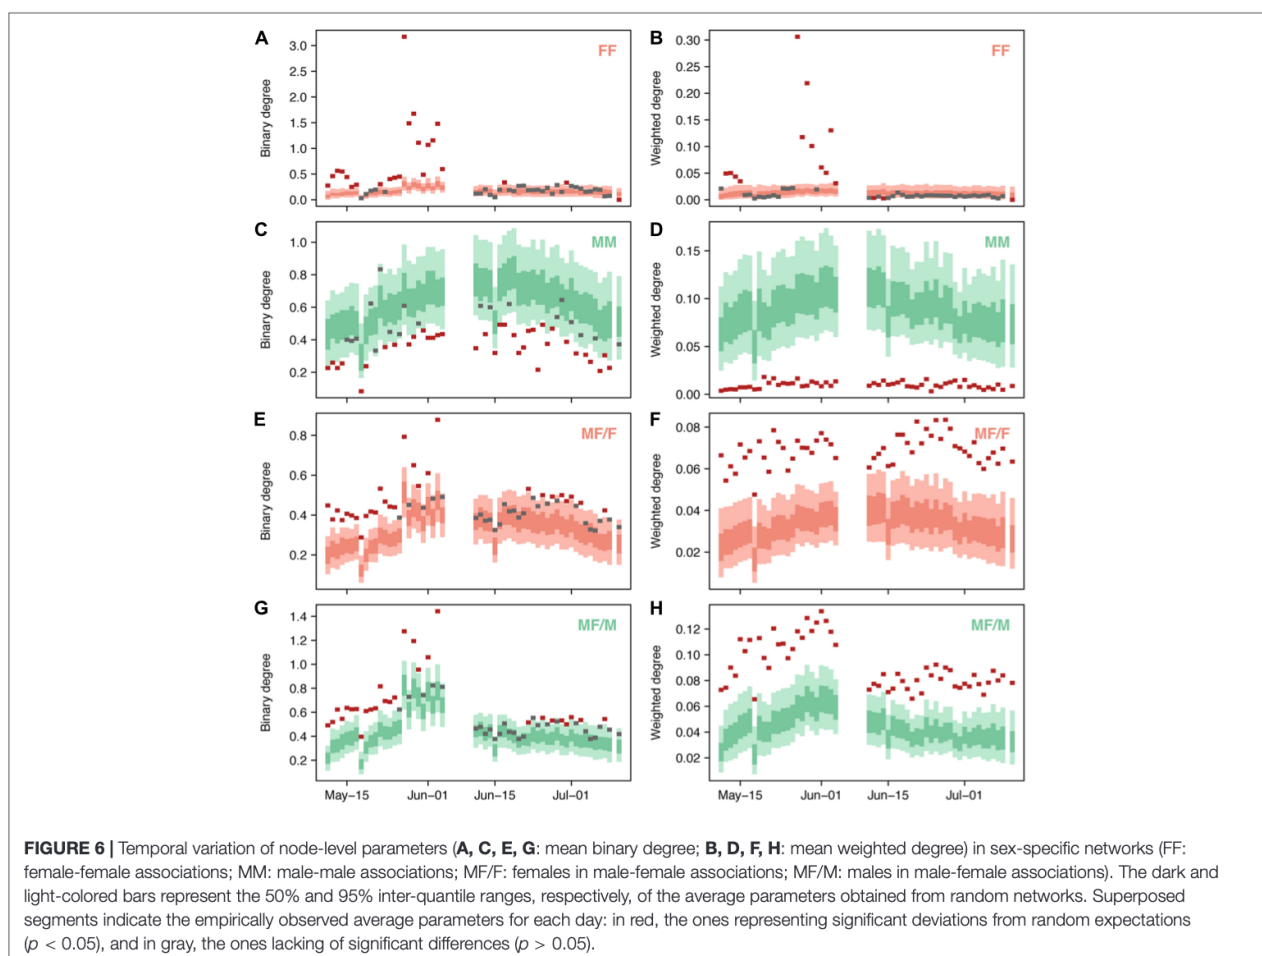 A
FF
Binary degree
3.0
2.5
2.0
1.5
1.0
0.5
0.0
B
FF
Weighted degree
0.30
0.25
0.20
0.15
0.10
0.05
0.00
C
MM
Binary degree
1.0
0.8
0.6
0.4
0.2
D
MM
Weighted degree
0.15
0.10
0.05
0.00
E
MF/F
Binary degree
0.8
0.6
0.4
0.2
F
MF/F
Weighted degree
0.08
0.06
0.04
0.02
G
MF/M
Binary degree
1.4
1.2
1.0
0.8
0.6
0.4
0.2
May–15 Jun–01 Jun–15 Jul–01
H
MF/M
Weighted degree
0.12
0.10
0.08
0.06
0.04
0.02
May–15 Jun–01 Jun–15 Jul–01
FIGURE 6 | Temporal variation of node-level parameters (A, C, E, G: mean binary degree; B, D, F, H: mean weighted degree) in sex-specific networks (FF:
female-female associations; MM: male-male associations; MF/F: females in male-female associations; MF/M: males in male-female associations). The dark and
light-colored bars represent the 50% and 95% inter-quantile ranges, respectively, of the average parameters obtained from random networks. Superposed
segments indicate the empirically observed average parameters for each day: in red, the ones representing significant deviations from random expectations
(p < 0.05), and in gray, the ones lacking of significant differences (p > 0.05).